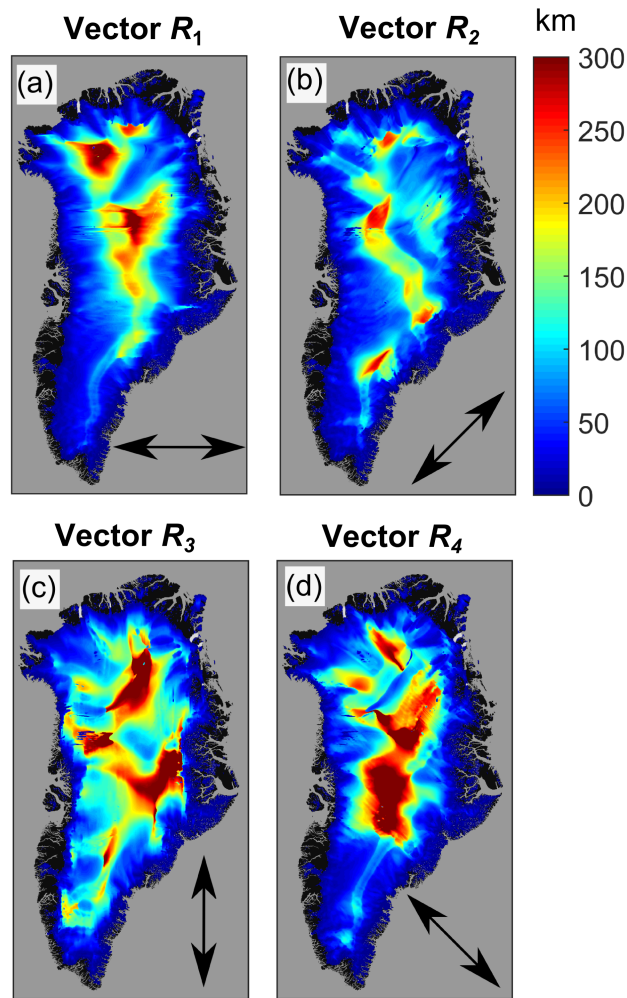 Vector R1
Vector R2
km
(a)
(b)
300
250
200
150
100
50
0
Vector R3
Vector R4
(c)
(d)